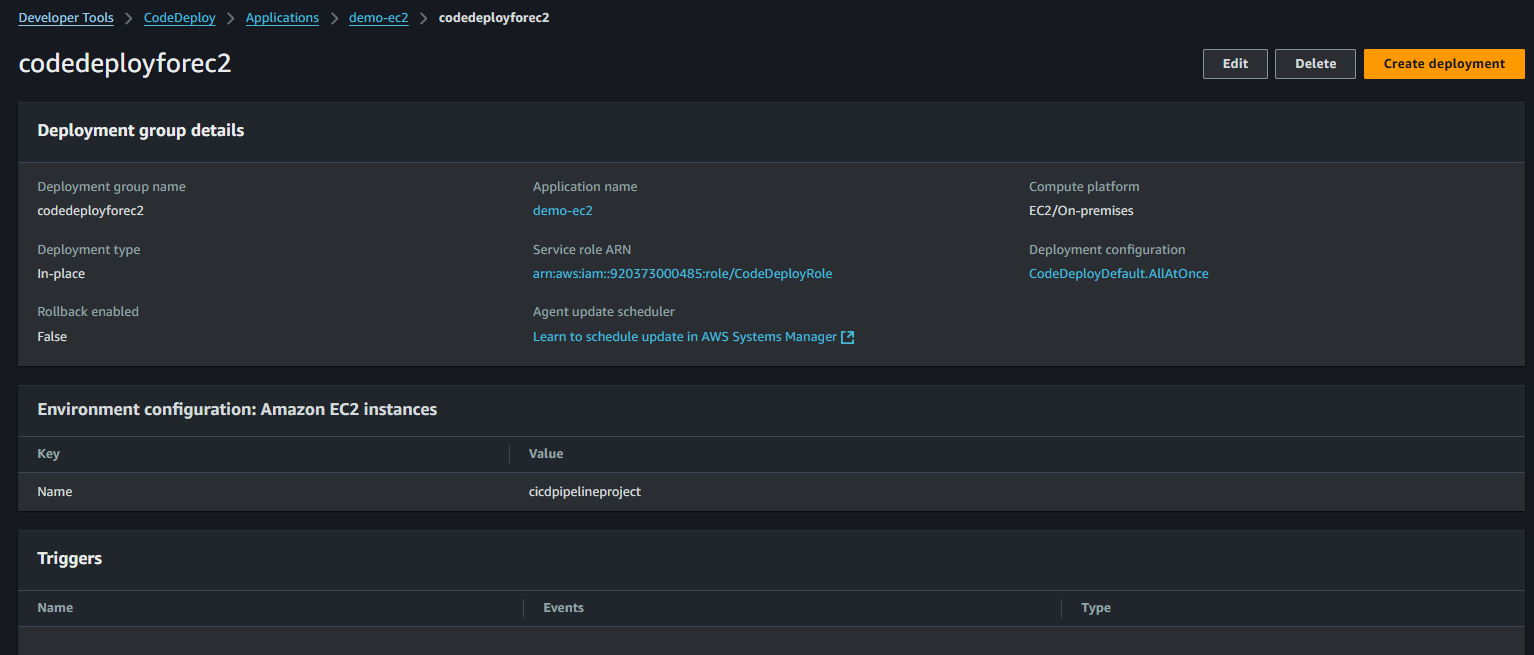 Developer Tools > CodeDeploy > Applications > demo-ec2 > codedeployforec2
codedeployforec2
Edit
Delete
Create deployment
Deployment group details
Deployment group name
codedeployforec2
Application name
demo-ec2
Compute platform
EC2/On-premises
Deployment type
In-place
Service role ARN
arn:aws:iam::920373000485:role/CodeDeployRole
Deployment configuration
CodeDeployDefault.AllAtOnce
Rollback enabled
False
Agent update scheduler
Learn to schedule update in AWS Systems Manager
Environment configuration: Amazon EC2 instances
Key
Value
Name
cicdpipelineproject
Triggers
Name
Events
Type